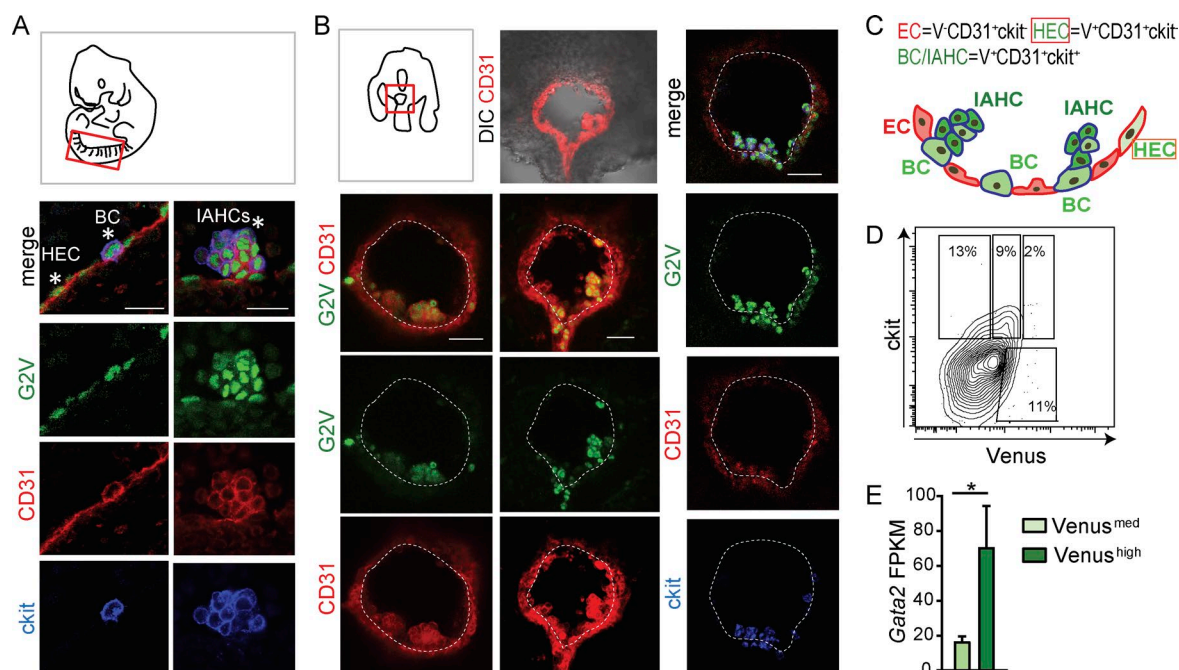 A
merge
HEC
*
BC
*
IAHCs
*
G2V
CD31
ckit
B
DIC CD31
merge
G2V CD31
G2V
G2V
CD31
CD31
ckit
C
EC=V-CD31+ckit- HEC=V+CD31+ckit-
BC/IAHC=V+CD31+ckit+
EC
IAHC
BC
BC
IAHC
BC
HEC
D
ckit
13%
9%
2%
11%
Venus
E
Gata2 FPKM
100
80
60
40
20
0
*
Venus^med
Venus^high